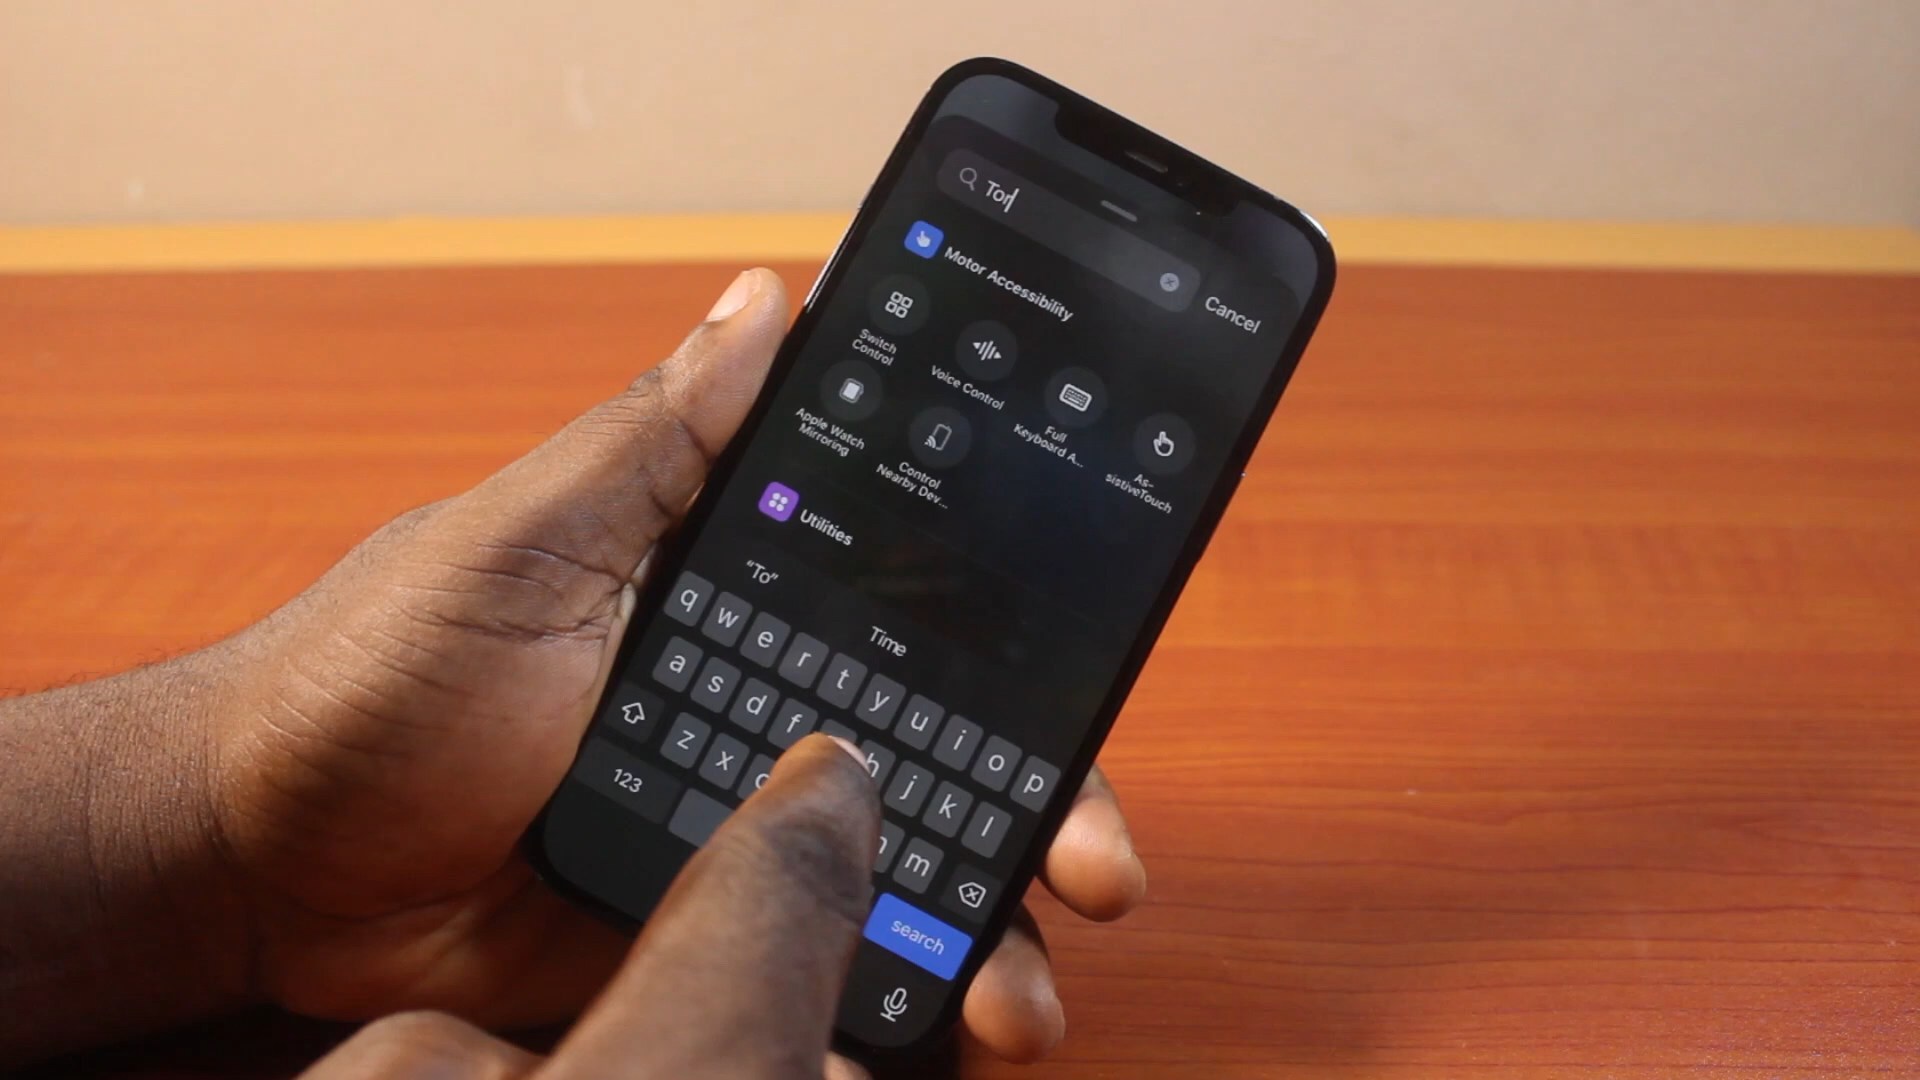 Tor
Cancel
Motor Accessibility
Switch
Control
Voice Control
Full
Keyboard A...
As-
sistiveTouch
Apple Watch
Mirroring
Control
Nearby Dev...
Utilities
"To"
Time
q w e r t y u i o p
a s d f h j k l
z x c n m
123
search